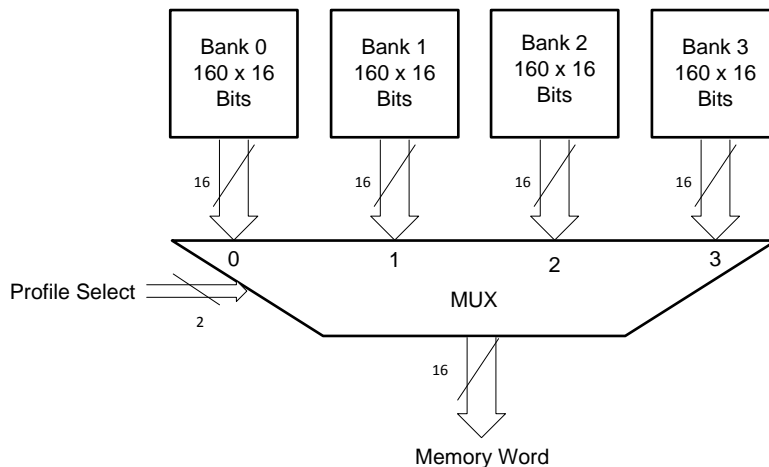 Bank 0
160 x 16
Bits
Bank 1
160 x 16
Bits
Bank 2
160 x 16
Bits
Bank 3
160 x 16
Bits
16
16
16
16
0
1
2
3
Profile Select
2
MUX
16
Memory Word